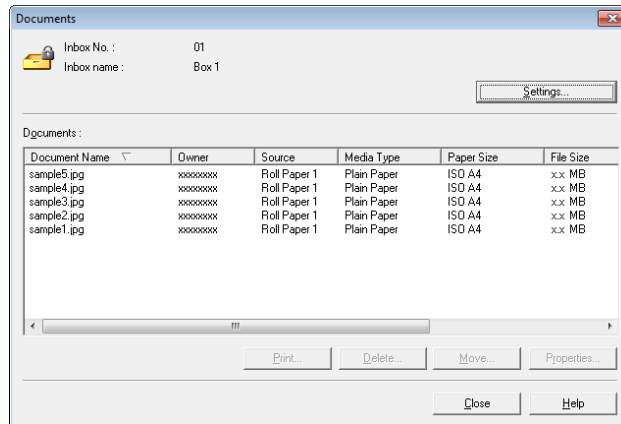 Documents
Inbox No. : 01
Inbox name : Box 1
Settings...
Documents :
Document Name Owner Source Media Type Paper Size File Size
sample5.jpg xxxxxxxx Roll Paper 1 Plain Paper ISO A4 x.x MB
sample4.jpg xxxxxxxx Roll Paper 1 Plain Paper ISO A4 x.x MB
sample3.jpg xxxxxxxx Roll Paper 1 Plain Paper ISO A4 x.x MB
sample2.jpg xxxxxxxx Roll Paper 1 Plain Paper ISO A4 x.x MB
sample1.jpg xxxxxxxx Roll Paper 1 Plain Paper ISO A4 x.x MB
Print... Delete... Move... Properties...
Close Help